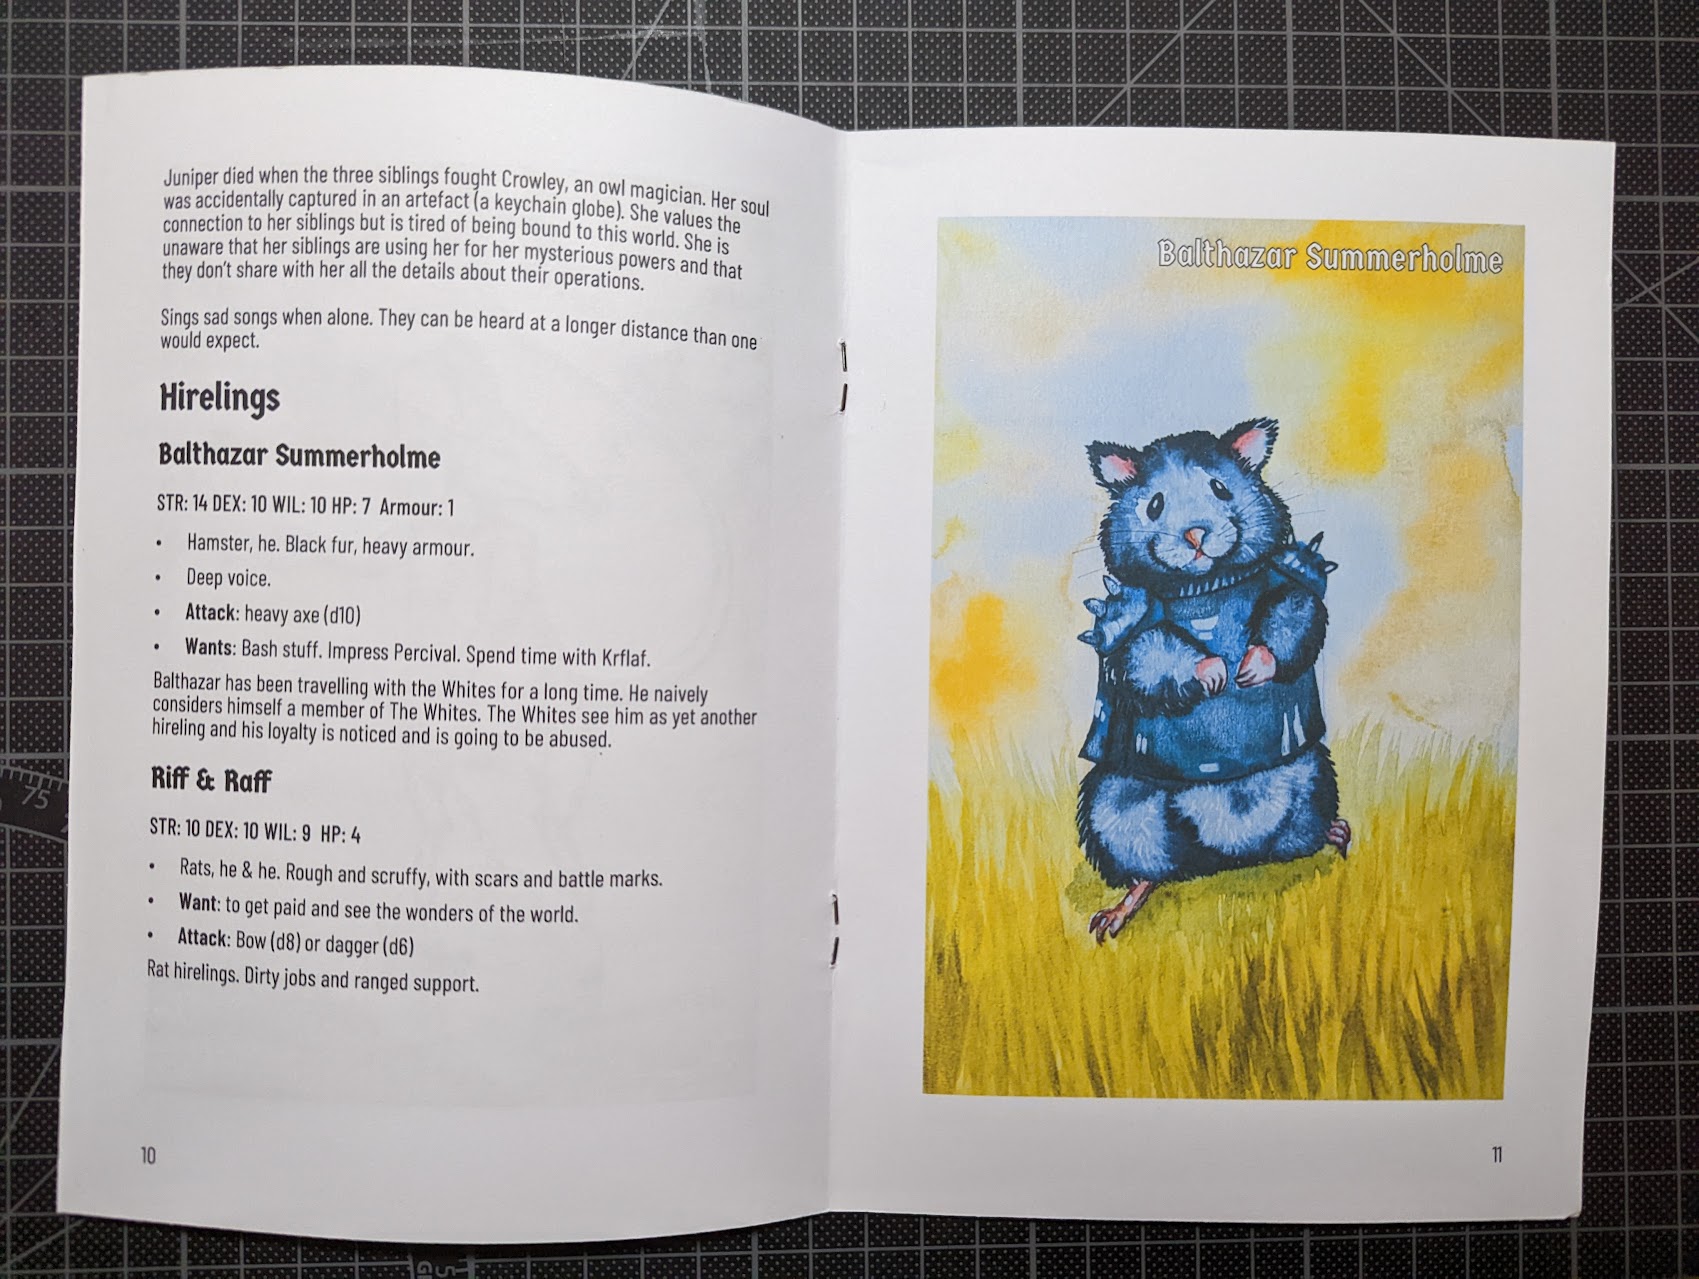 Juniper died when the three siblings fought Crowley, an owl magician. Her soul
was accidentally captured in an artefact (a keychain globe). She values the
connection to her siblings but is tired of being bound to this world. She is
unaware that her siblings are using her for her mysterious powers and that
they don't share with her all the details about their operations.
Sings sad songs when alone. They can be heard at a longer distance than one
would expect.
Hirelings
Balthazar Summerholme
STR: 14 DEX: 10 WIL: 10 HP: 7 Armour: 1
• Hamster, he. Black fur, heavy armour.
• Deep voice.
• Attack: heavy axe (d10)
• Wants: Bash stuff. Impress Percival. Spend time with Krflaf.
Balthazar has been travelling with the Whites for a long time. He naively
considers himself a member of The Whites. The Whites see him as yet another
hireling and his loyalty is noticed and is going to be abused.
Riff & Raff
STR: 10 DEX: 10 WIL: 9 HP: 4
• Rats, he & he. Rough and scruffy, with scars and battle marks.
• Want: to get paid and see the wonders of the world.
• Attack: Bow (d8) or dagger (d6)
Rat hirelings. Dirty jobs and ranged support.
10
Balthazar Summerholme
11
75